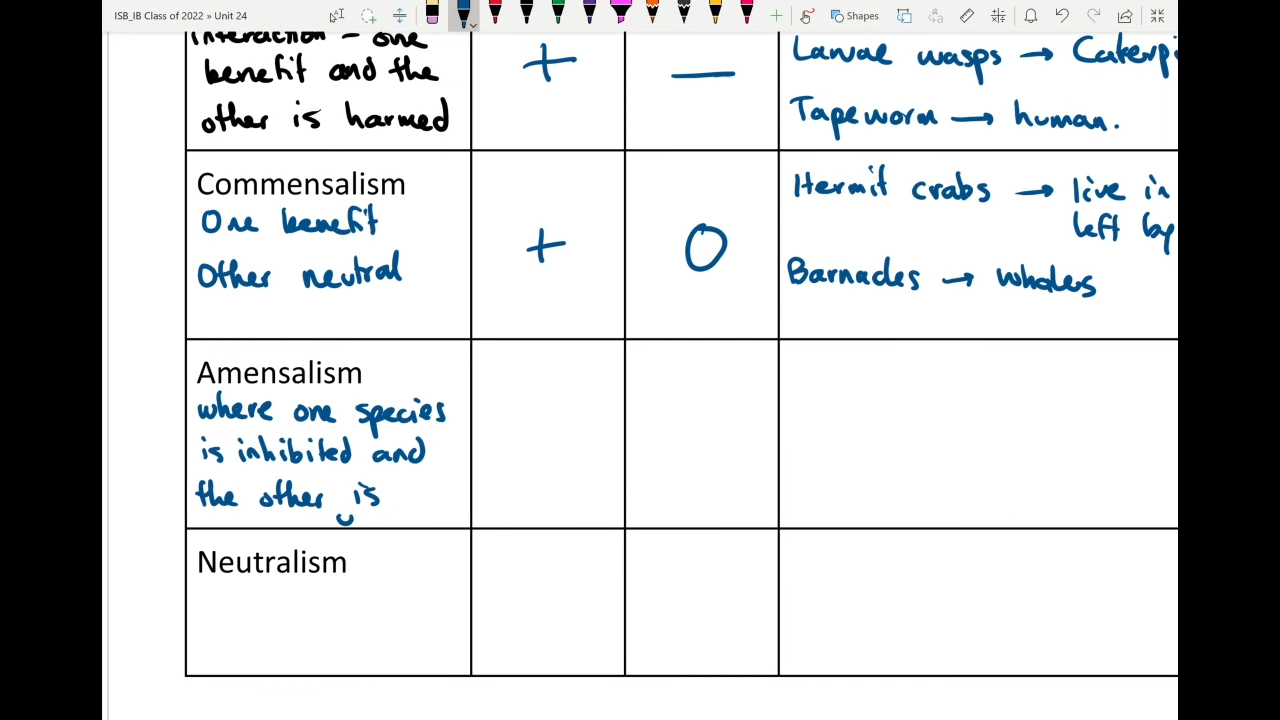 ISB_IB Class of 2022 » Unit 24
Shapes
interaction - one
benefit and the
other is harmed
+
—
Larvae wasps →
Tapeworm → human.
Commensalism
One benefit
Other neutral
+
O
Hermit crabs → live in
left by
Barnacles → whales
Amensalism
where one species
is inhibited and
the other is
Neutralism